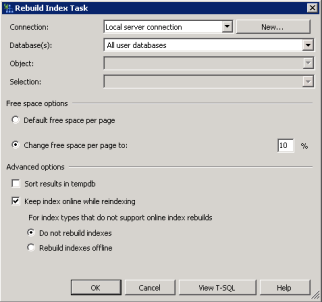 Rebuild Index Task
Connection: Local server connection New...
Database(s): All user databases
Object:
Selection:
Free space options
Default free space per page
Change free space per page to: 10 %
Advanced options
Sort results in tempdb
Keep index online while reindexing
For index types that do not support online index rebuilds
Do not rebuild indexes
Rebuild indexes offline
OK Cancel View T-SQL Help